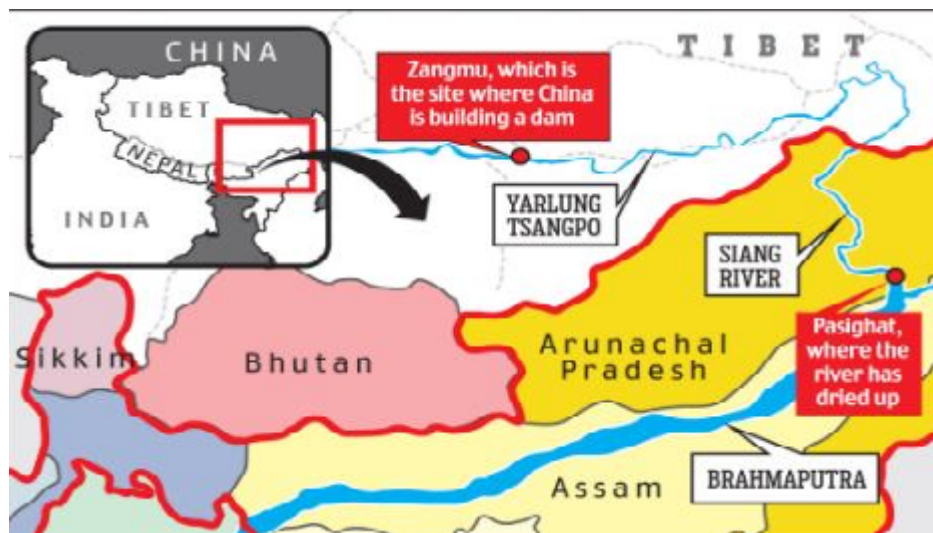 CHINA
TIBET
NEPAL
INDIA
TIBET
Zangmu, which is
the site where China
is building a dam
YARLUNG
TSANGPO
SIANG
RIVER
Pasighat,
where the
river has
dried up
Sikkim
Bhutan
Arunachal
Pradesh
Assam
BRAHMAPUTRA